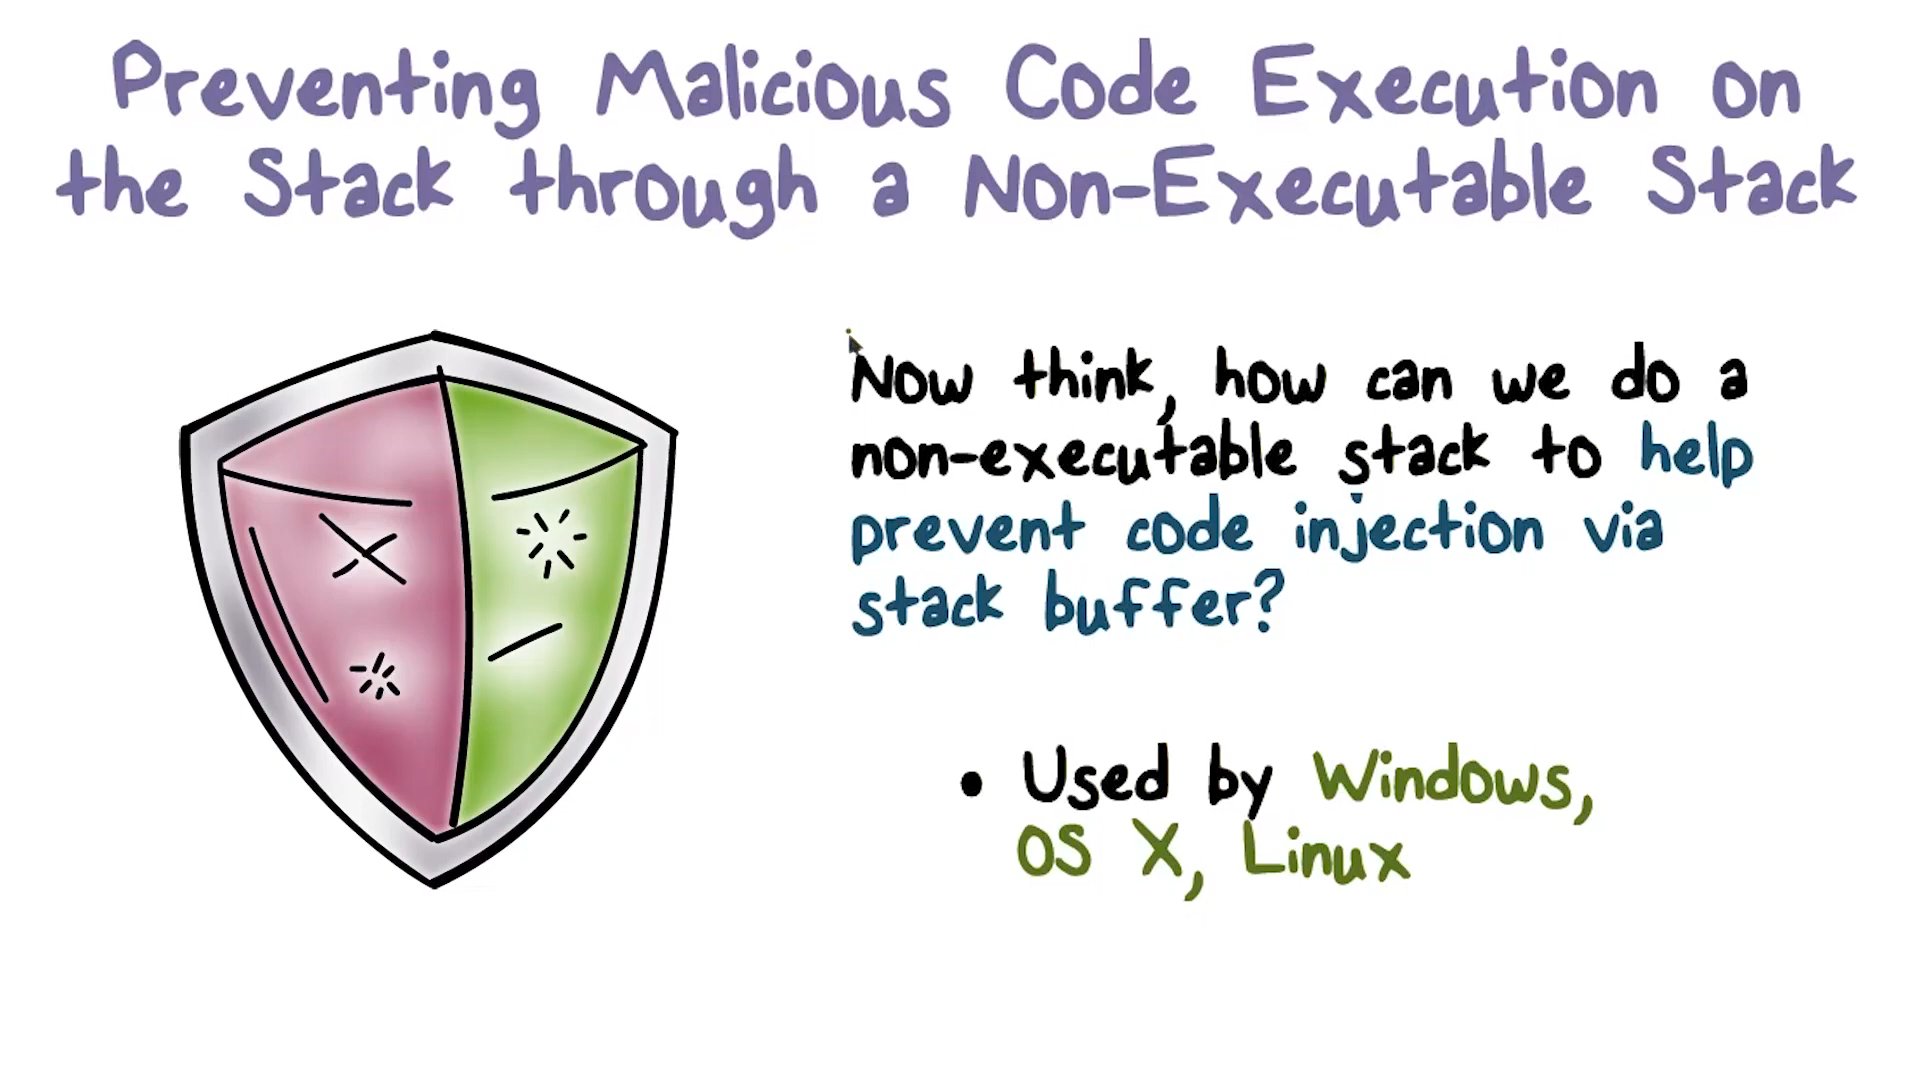 Preventing Malicious Code Execution on
the Stack through a Non-Executable Stack
Now think, how can we do a
non-executable stack to help
prevent code injection via
stack buffer?
• Used by Windows,
OS X, Linux